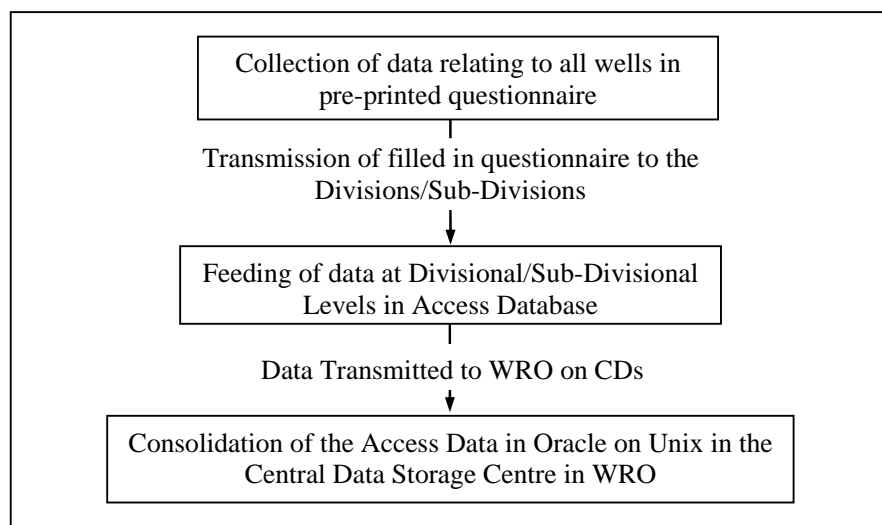 Collection of data relating to all wells in
pre-printed questionnaire
Transmission of filled in questionnaire to the
Divisions/Sub-Divisions
Feeding of data at Divisional/Sub-Divisional
Levels in Access Database
Data Transmitted to WRO on CDs
Consolidation of the Access Data in Oracle on Unix in the
Central Data Storage Centre in WRO